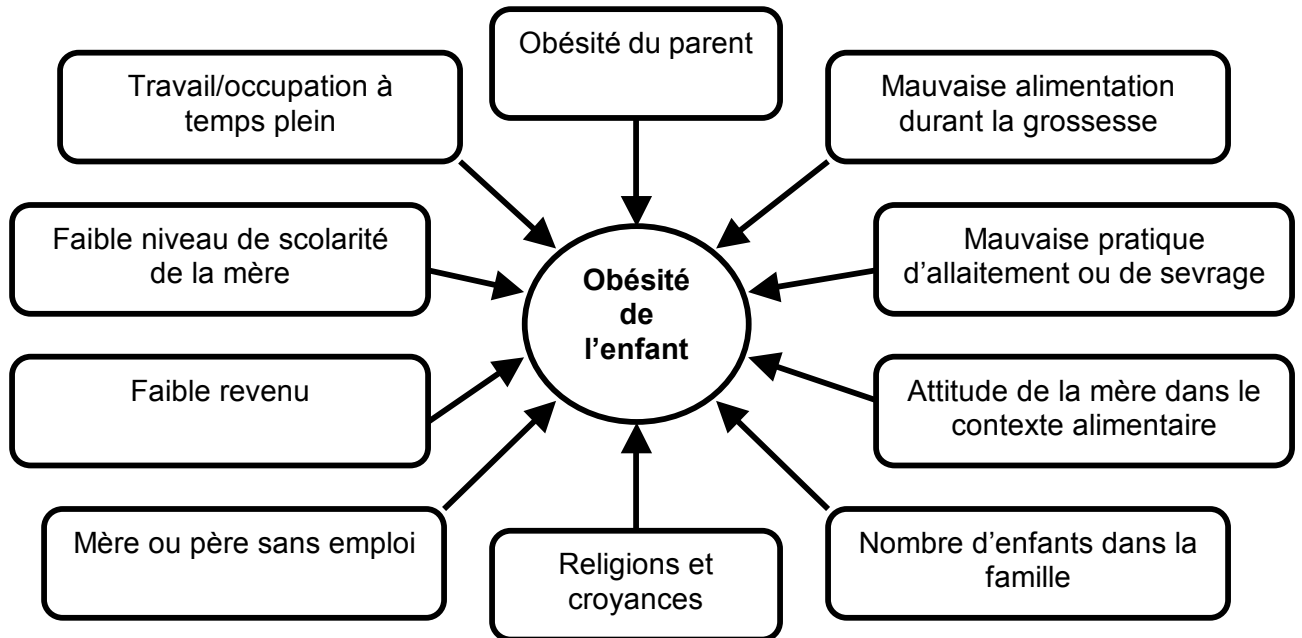 Obésité du parent
Travail/occupation à
temps plein
Mauvaise alimentation
durant la grossesse
Faible niveau de scolarité
de la mère
Obésité
de
l’enfant
Mauvaise pratique
d’allaitement ou de sevrage
Faible revenu
Attitude de la mère dans le
contexte alimentaire
Mère ou père sans emploi
Religions et
croyances
Nombre d’enfants dans la
famille